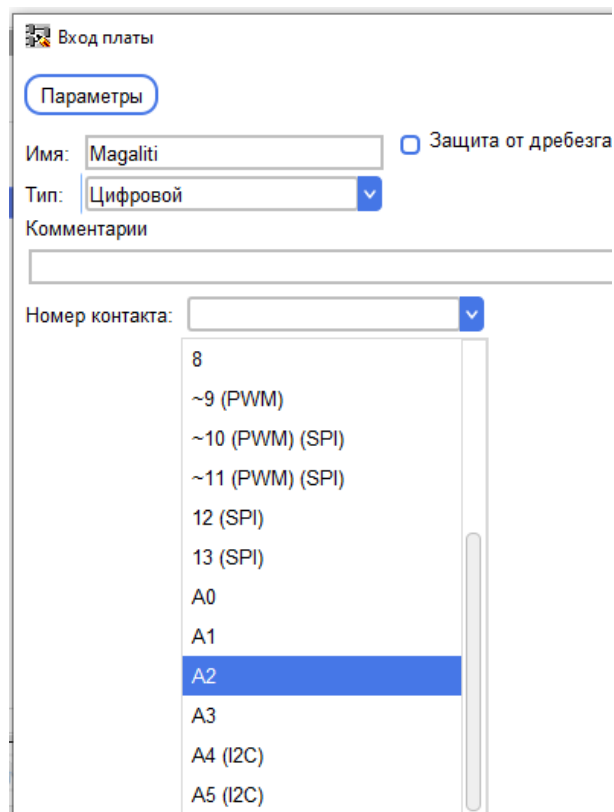 Вход платы
Параметры
Имя: Magaliti Защита от дребезга
Тип: Цифровой
Комментарии
Номер контакта:
8
~9 (PWM)
~10 (PWM) (SPI)
~11 (PWM) (SPI)
12 (SPI)
13 (SPI)
A0
A1
A2
A3
A4 (I2C)
A5 (I2C)